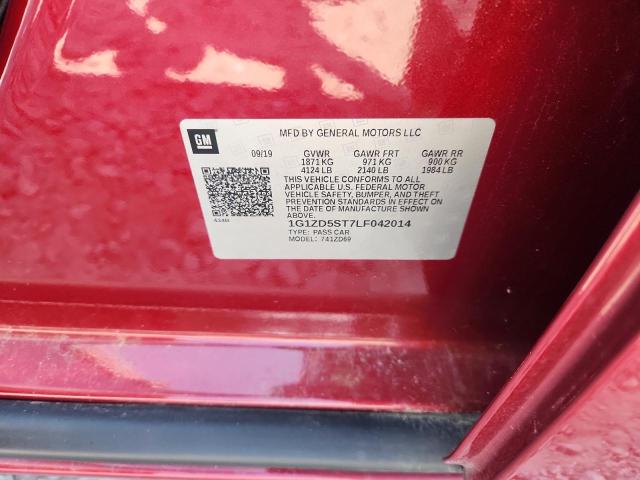 GM
MFD BY GENERAL MOTORS LLC
09/19 GVWR GAWR FRT GAWR RR
1871 KG 971 KG 900 KG
4124 LB 2140 LB 1984 LB
THIS VEHICLE CONFORMS TO ALL
APPLICABLE U.S. FEDERAL MOTOR
VEHICLE SAFETY, BUMPER, AND THEFT
PREVENTION STANDARDS IN EFFECT ON
THE DATE OF MANUFACTURE SHOWN
ABOVE.
1G1ZD5ST7LF042014
TYPE: PASS CAR
MODEL: 741ZD69